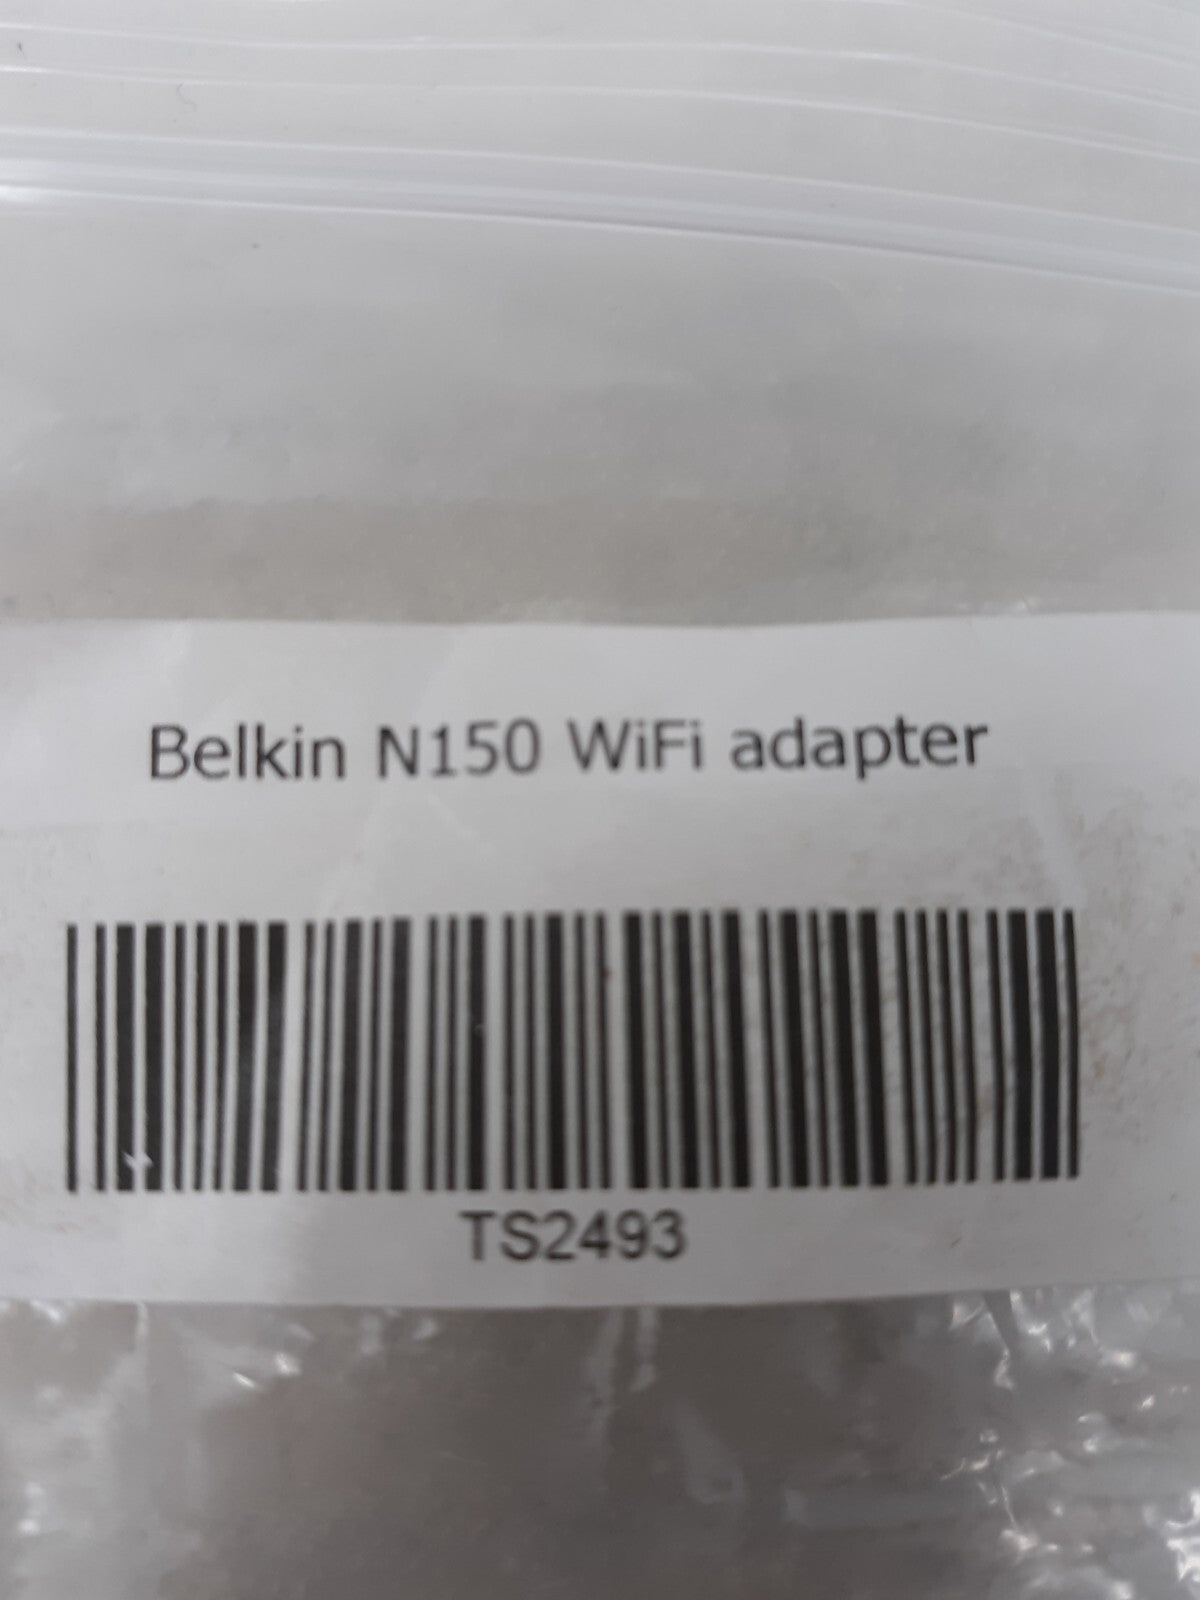 Belkin N150 WiFi adapter
TS2493